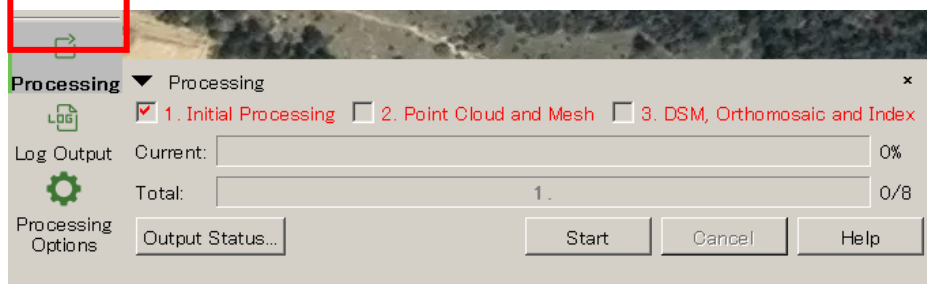 Processing
LOG
Log Output
Processing
Options
Processing ×
1. Initial Processing 2. Point Cloud and Mesh 3. DSM, Orthomosaic and Index
Current: 0%
Total: 1. 0/8
Output Status... Start Cancel Help